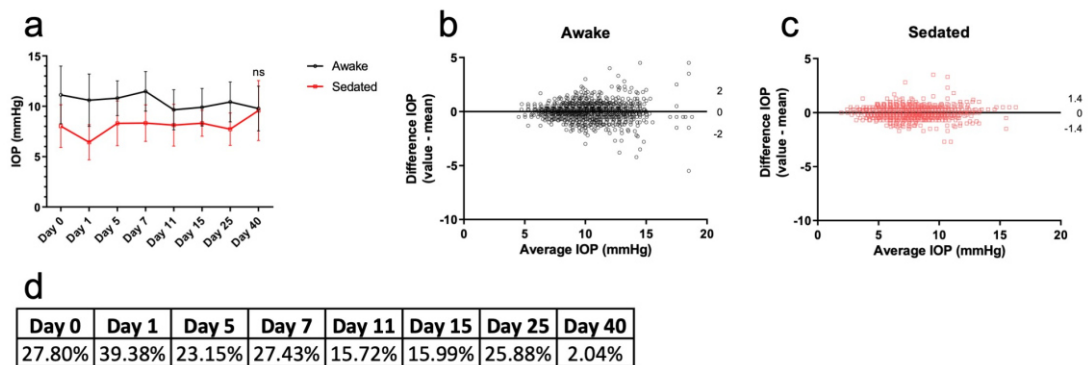 a
15
10
5
0
IOP (mmHg)
Day 0
Day 1
Day 5
Day 7
Day 11
Day 15
Day 25
Day 40
ns
Awake
Sedated
b
Awake
5
0
-5
-10
Difference IOP
(value - mean)
2
0
-2
0
5
10
15
20
Average IOP (mmHg)
c
Sedated
5
0
-5
-10
Difference IOP
(value - mean)
1.4
0
-1.4
0
5
10
15
20
Average IOP (mmHg)
d
Day 0 Day 1 Day 5 Day 7 Day 11 Day 15 Day 25 Day 40
27.80% 39.38% 23.15% 27.43% 15.72% 15.99% 25.88% 2.04%